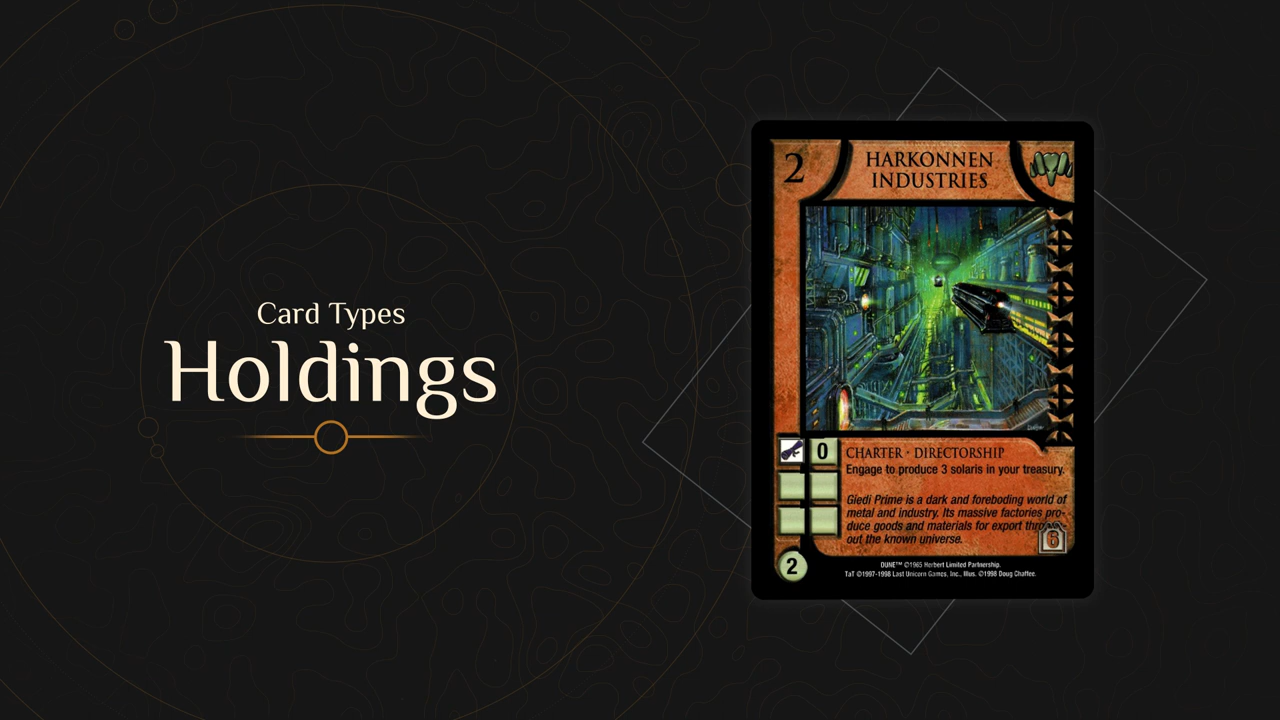 Card Types
Holdings
2
HARKONNEN
INDUSTRIES
0
CHARTER · DIRECTORSHIP
Engage to produce 3 solaris in your treasury.
Giedi Prime is a dark and foreboding world of
metal and industry. Its massive factories pro-
duce goods and materials for export through-
out the known universe.
6
2
DUNE™ ©1965 Herbert Limited Partnership.
TaT ©1997-1998 Last Unicorn Games, Inc., Illus. ©1998 Doug Chaffee.